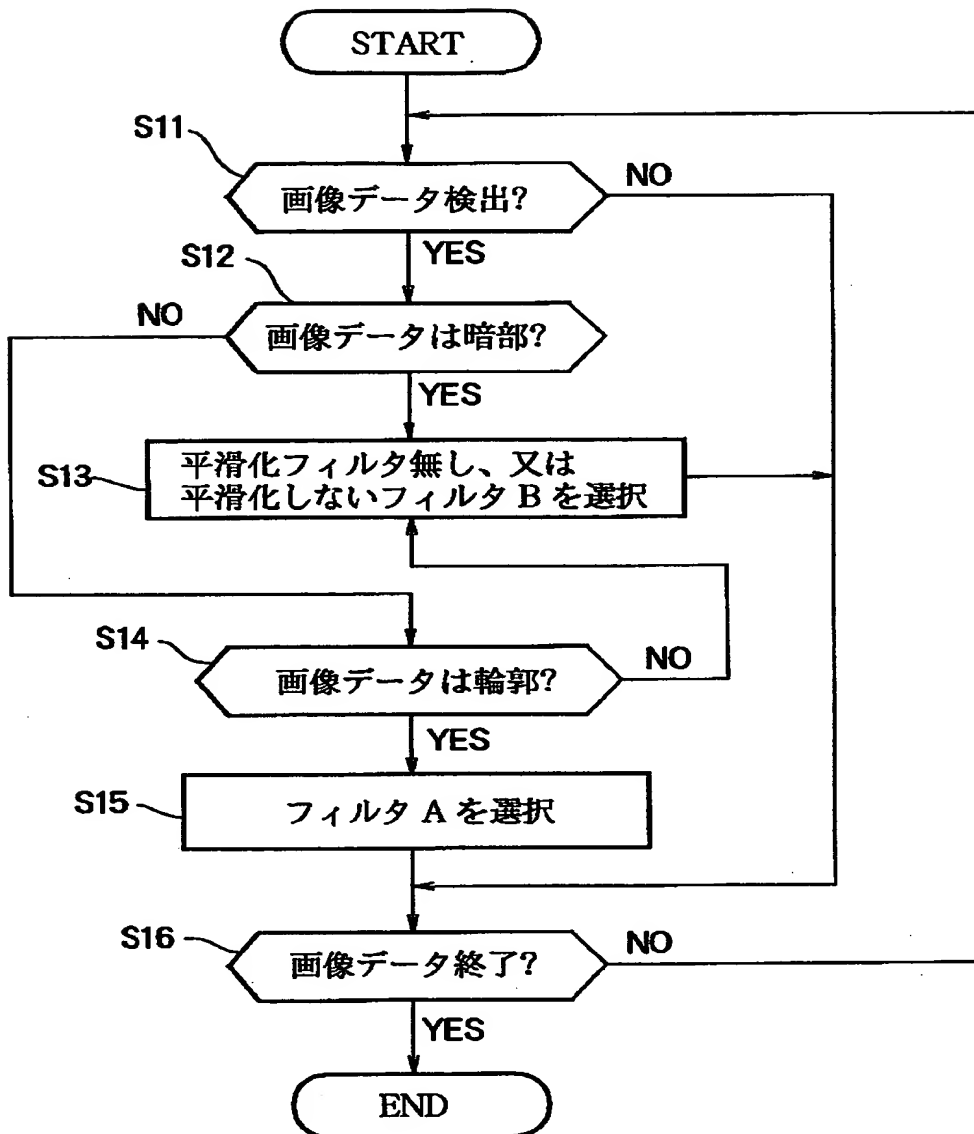 START
S11
画像データ検出?
NO
YES
S12
NO
画像データは暗部?
YES
S13
平滑化フィルタ無し、又は
平滑化しないフィルタ B を選択
S14
画像データは輪郭?
NO
YES
S15
フィルタ A を選択
S16
画像データ終了?
NO
YES
END